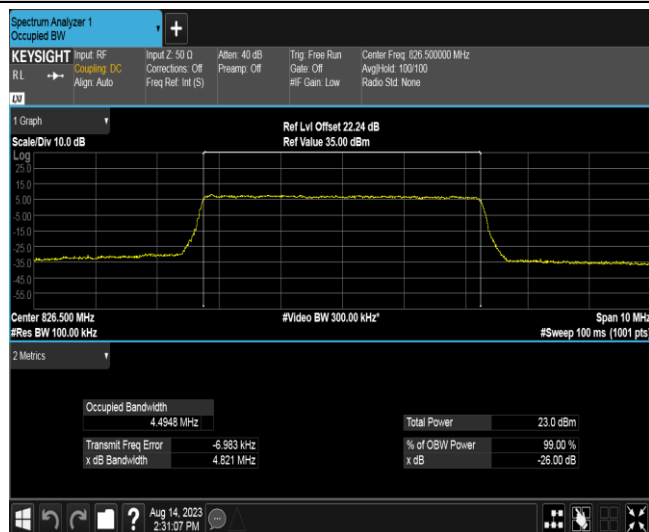 Spectrum Analyzer 1
Occupied BW
+
KEYSIGHT Input: RF Input Z: 50 Ω Atten: 40 dB Trig: Free Run Center Freq: 826.500000 MHz
RL Coupling: DC Corrections: Off Preamp: Off Gate: Off Avg|Hold: 100/100
Align: Auto Freq Ref: Int (S) #IF Gain: Low Radio Std: None
LXI
1 Graph
Ref Lvl Offset 22.24 dB
Scale/Div 10.0 dB Ref Value 35.00 dBm
Log
25.0
15.0
5.00
-5.00
-15.0
-25.0
-35.0
-45.0
-55.0
Center 826.500 MHz #Video BW 300.00 kHz* Span 10 MHz
#Res BW 100.00 kHz #Sweep 100 ms (1001 pts)
2 Metrics
Occupied Bandwidth
4.4948 MHz Total Power 23.0 dBm
Transmit Freq Error -6.983 kHz % of OBW Power 99.00 %
x dB Bandwidth 4.821 MHz x dB -26.00 dB
? Aug 14, 2023
2:31:07 PM